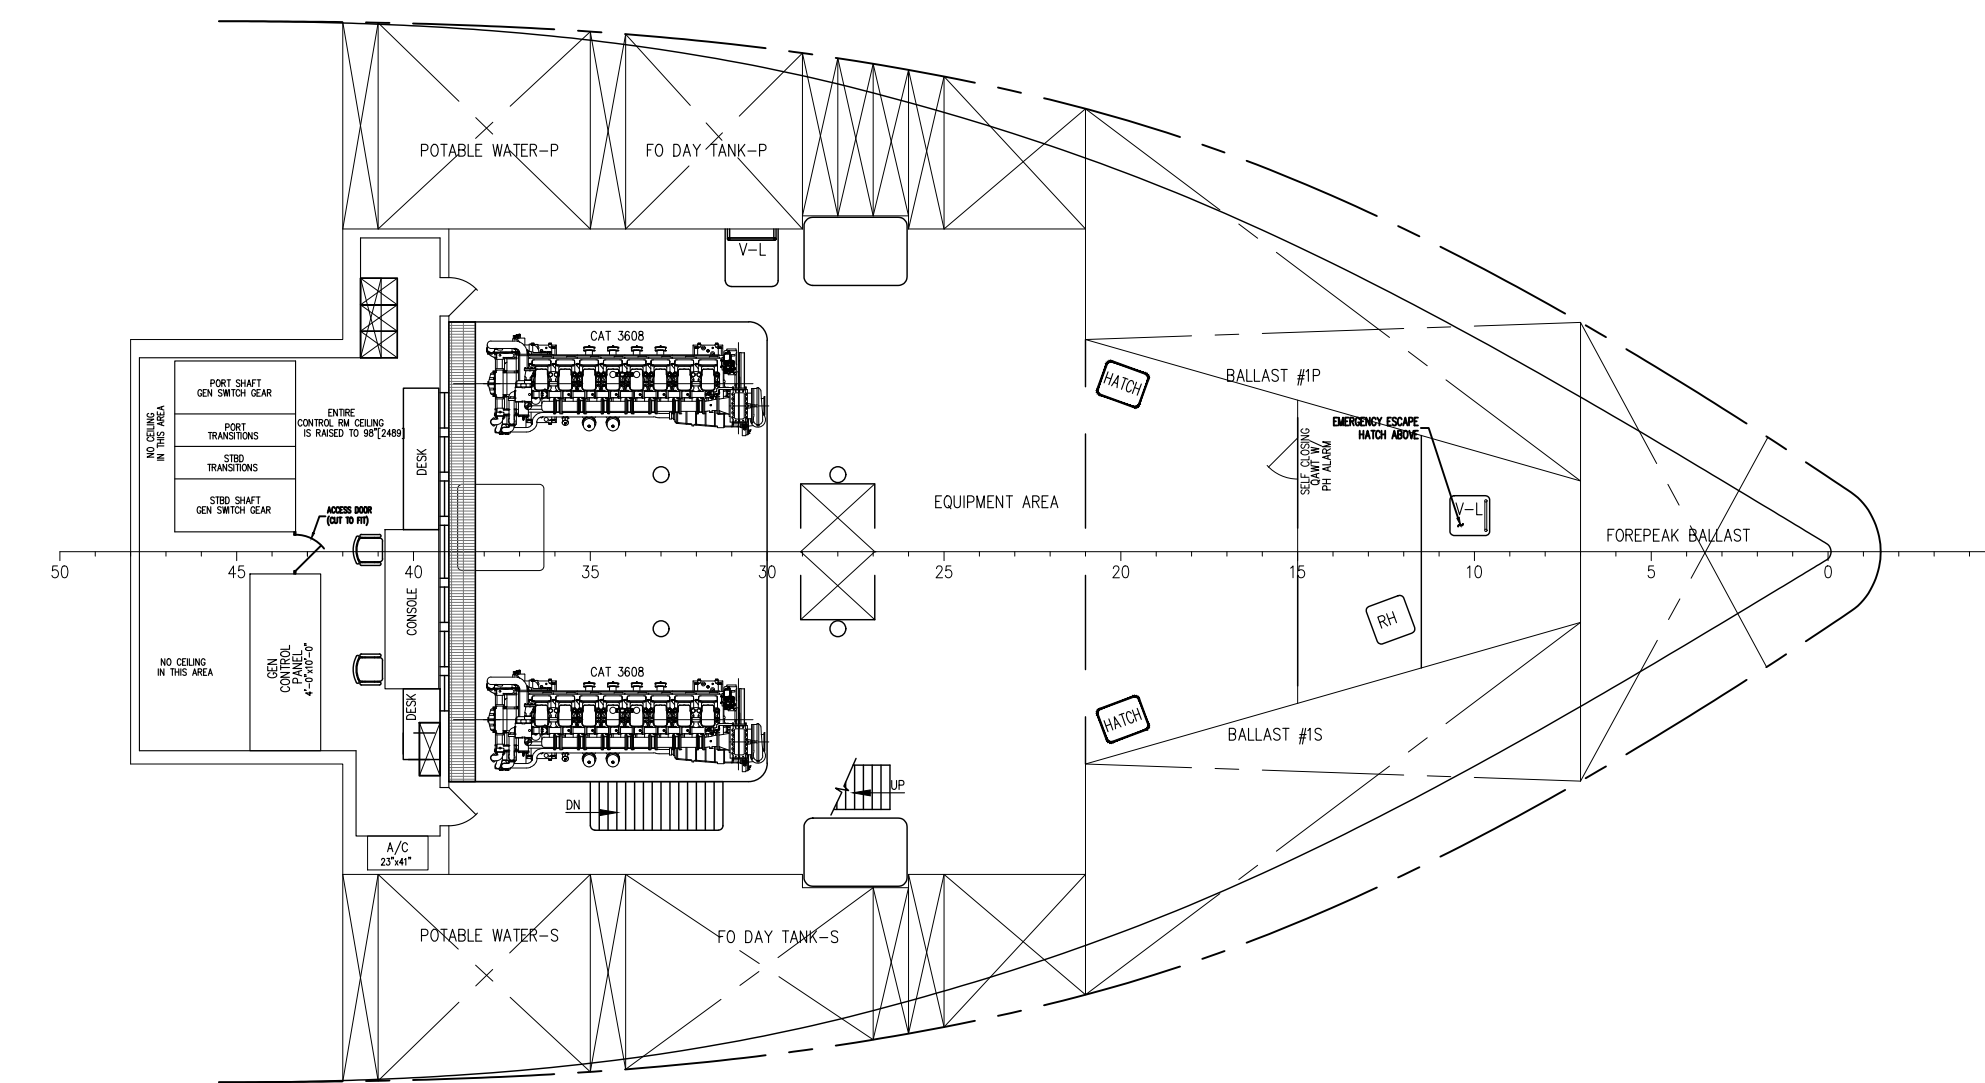 POTABLE WATER-P
FO DAY TANK-P
V-L
CAT 3608
HATCH
BALLAST #1P
EMERGENCY ESCAPE
HATCH ABOVE
PORT SHAFT
GEN SWITCH GEAR
PORT
TRANSITIONS
STBD
TRANSITIONS
STBD SHAFT
GEN SWITCH GEAR
NO CEILING
IN THIS AREA
ENTIRE
CONTROL RM CEILING
IS RAISED TO 98"[2489]
DESK
SELF CLOSING
QAWT W
PH ALARM
EQUIPMENT AREA
V-L
ACCESS DOOR
(CUT TO FIT)
FOREPEAK BALLAST
50 45 40 35 30 25 20 15 10 5 0
CONSOLE
RH
NO CEILING
IN THIS AREA
GEN
CONTROL
PANEL
4'-0"x10'-0"
CAT 3608
DESK
HATCH
BALLAST #1S
UP
DN
A/C
23"x41"
POTABLE WATER-S
FO DAY TANK-S